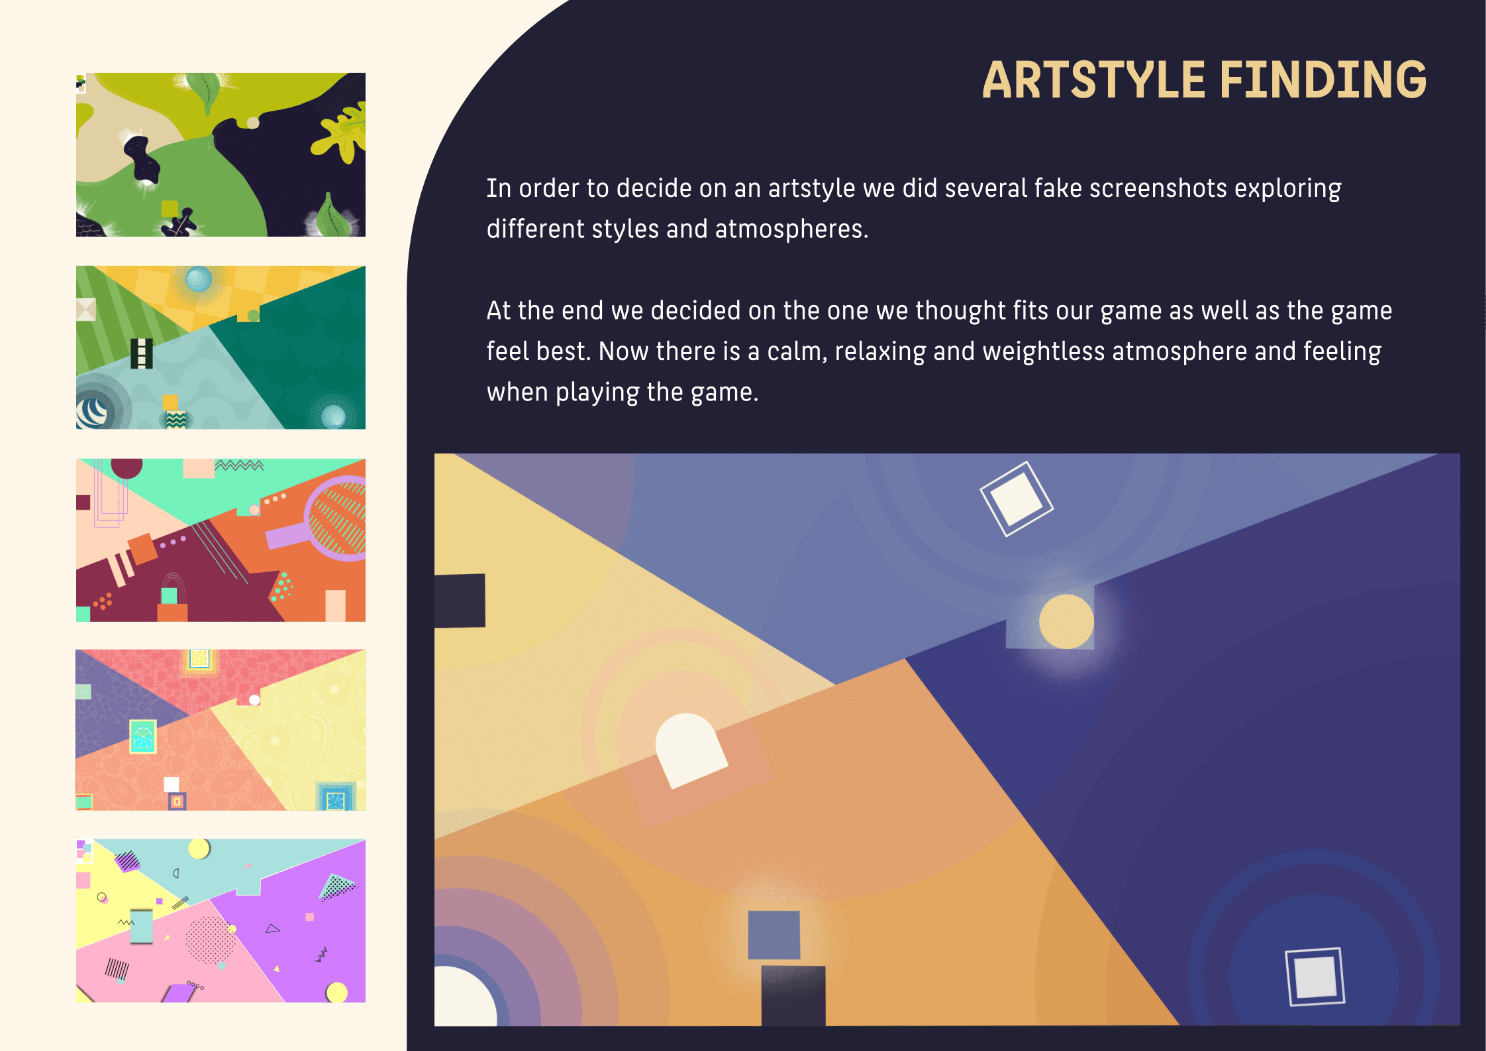 ARTSTYLE FINDING
In order to decide on an artstyle we did several fake screenshots exploring
different styles and atmospheres.
At the end we decided on the one we thought fits our game as well as the game
feel best. Now there is a calm, relaxing and weightless atmosphere and feeling
when playing the game.